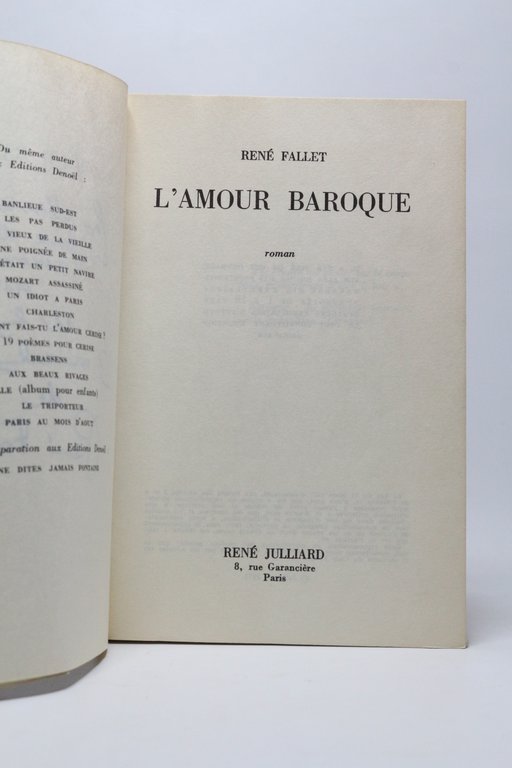 Du même auteur
Editions Denoël :
BANLIEUE SUD-EST
LES PAS PERDUS
VIEUX DE LA VIEILLE
NE POIGNÉE DE MAIN
ÉTAIT UN PETIT NAVIRE
MOZART ASSASSINÉ
UN IDIOT A PARIS
CHARLESTON
NT FAIS-TU L'AMOUR CERISE ?
19 POÈMES POUR CERISE
BRASSENS
AUX BEAUX RIVAGES
LLE (album pour enfants)
LE TRIPORTEUR
PARIS AU MOIS D'AOUT
paration aux Editions Denoël
NE DITES JAMAIS FONTAINE
RENÉ FALLET
L'AMOUR BAROQUE
roman
RENÉ JULLIARD
8, rue Garancière
Paris